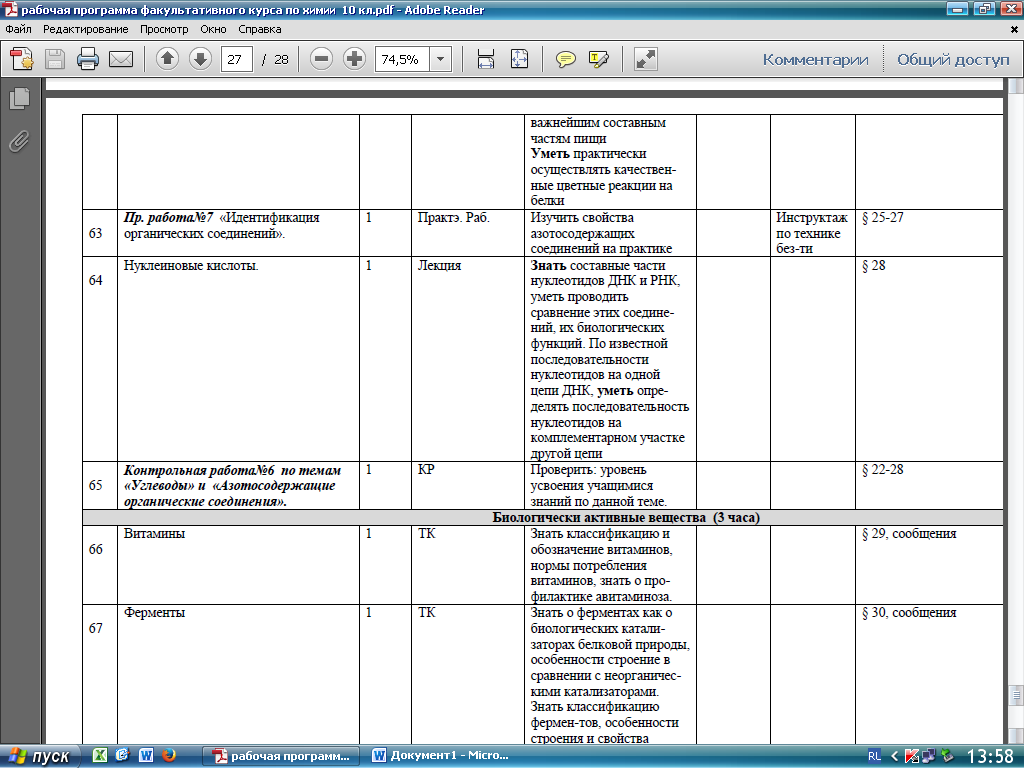 рабочая программа факультативного курса по химии 10 кл.pdf - Adobe Reader
Файл Редактирование Просмотр Окно Справка
27 / 28 74,5% Комментарии Общий доступ
важнейшим составным
частям пищи
Уметь практически
осуществлять качествен-
ные цветные реакции на
белки
63
Пр. работа№7 «Идентификация
органических соединений».
1
Практэ. Раб.
Изучить свойства
азотосодержащих
соединений на практике
Инструктаж
по технике
без-ти
§ 25-27
64
Нуклеиновые кислоты.
1
Лекция
Знать составные части
нуклеотидов ДНК и РНК,
уметь проводить
сравнение этих соедине-
ний, их биологических
функций. По известной
последовательности
нуклеотидов на одной
цепи ДНК, уметь опре-
делять последовательность
нуклеотидов на
комплементарном участке
другой цепи
§ 28
65
Контрольная работа№6 по темам
«Углеводы» и «Азотосодержащие
органические соединения».
1
КР
Проверить: уровень
усвоения учащимися
знаний по данной теме.
§ 22-28
Биологически активные вещества (3 часа)
66
Витамины
1
ТК
Знать классификацию и
обозначение витаминов,
нормы потребления
витаминов, знать о про-
филактике авитаминоза.
§ 29, сообщения
67
Ферменты
1
ТК
Знать о ферментах как о
биологических катали-
заторах белковой природы,
особенности строение в
сравнении с неорганичес-
кими катализаторами.
Знать классификацию
фермен-тов, особенности
строения и свойства
§ 30, сообщения
пуск рабочая программ... Документ1 - Micro... RL 13:58